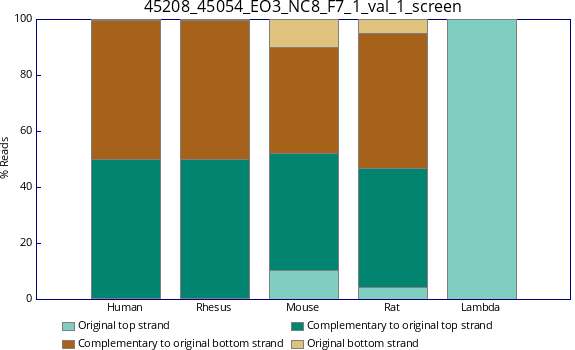 45208_45054_EO3_NC8_F7_1_val_1_screen
100
80
60
40
20
0
% Reads
Human Rhesus Mouse Rat Lambda
Original top strand Complementary to original top strand
Complementary to original bottom strand Original bottom strand